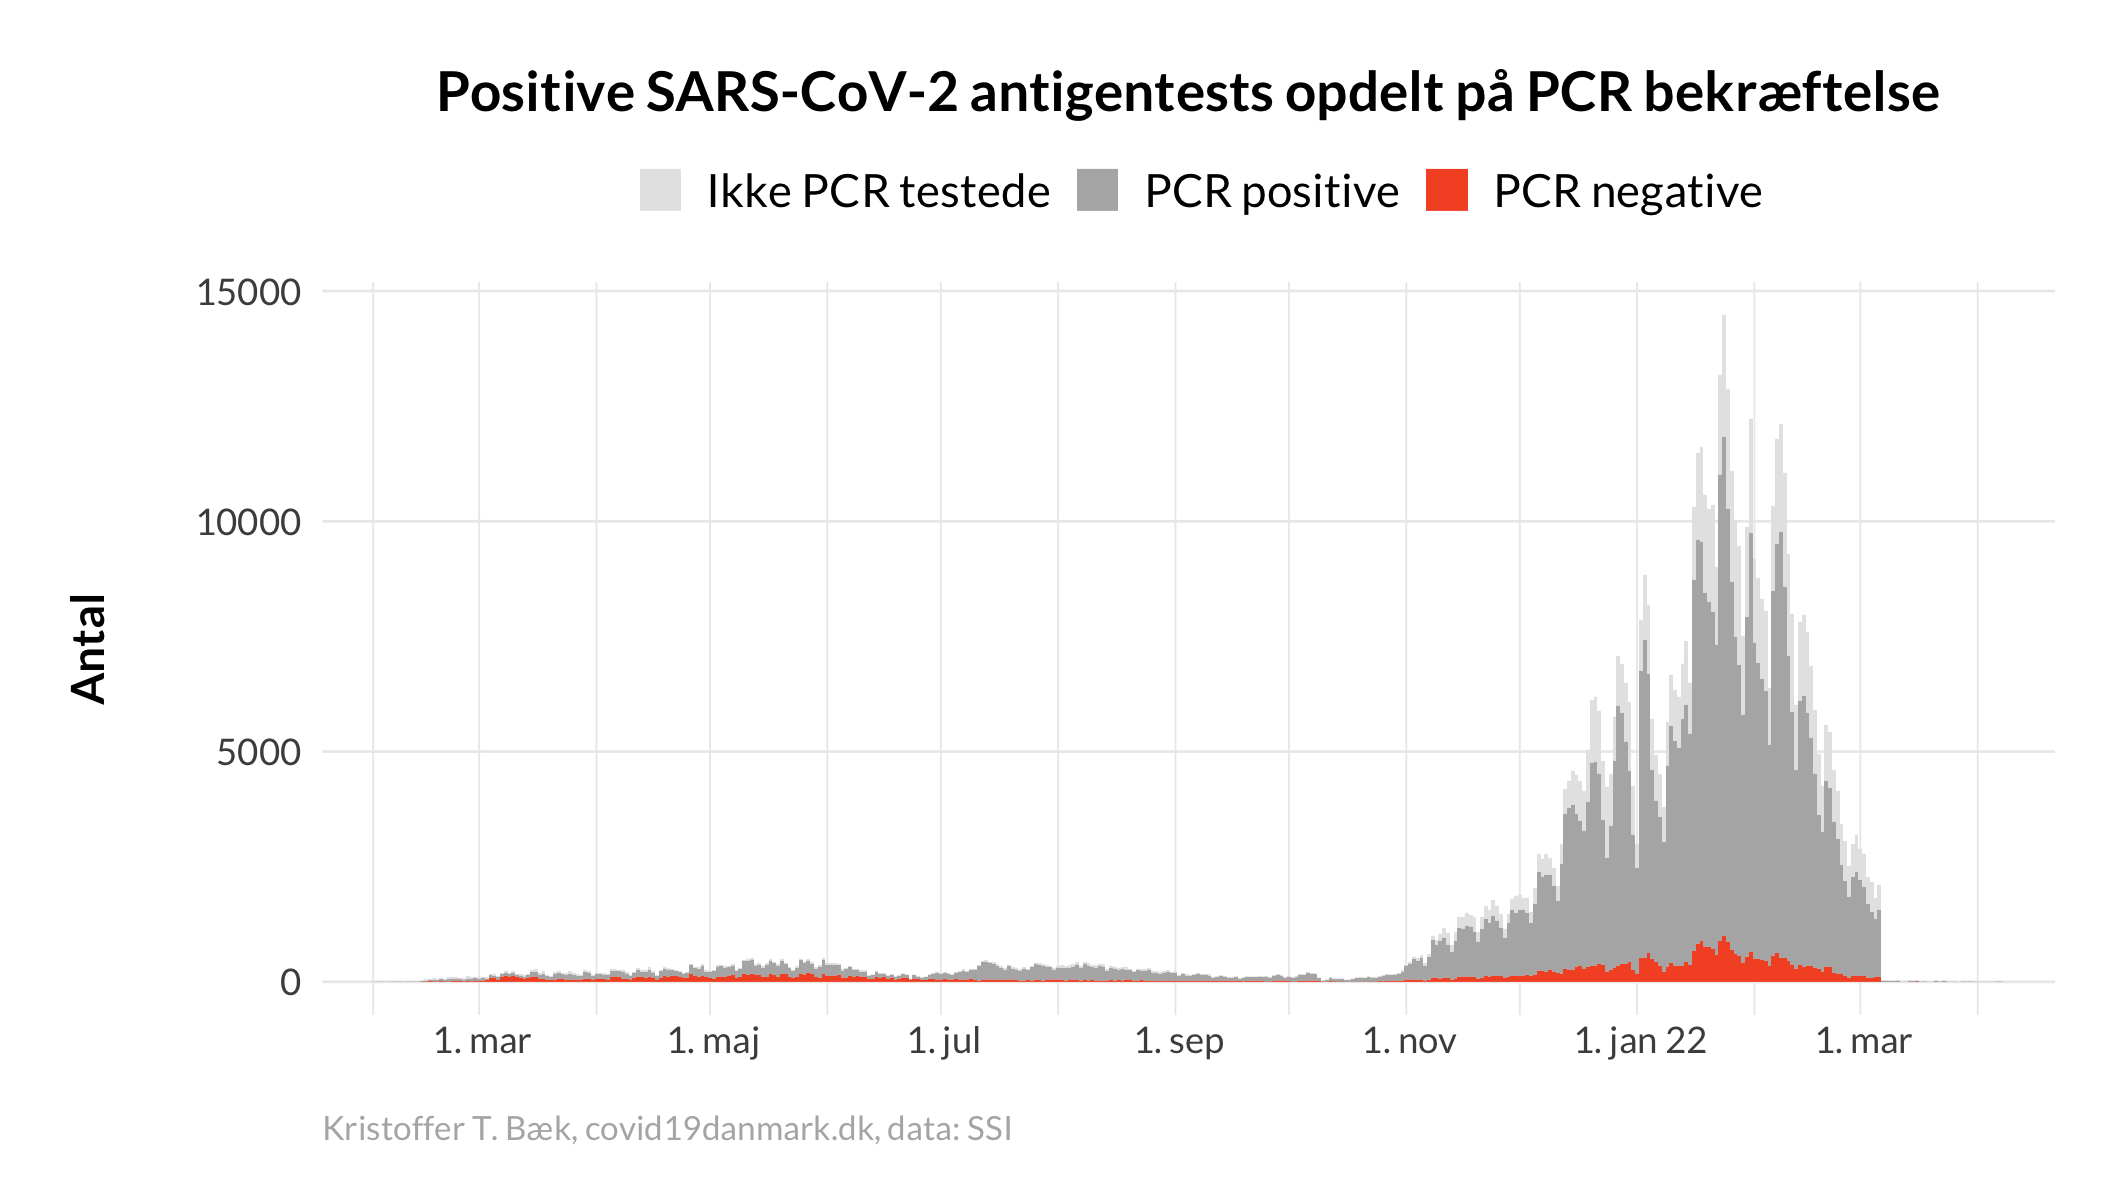 Positive SARS-CoV-2 antigentests opdelt på PCR bekræftelse
Ikke PCR testede PCR positive PCR negative
15000
10000
5000
0
Antal
1. mar 1. maj 1. jul 1. sep 1. nov 1. jan 22 1. mar
Kristoffer T. Bæk, covid19danmark.dk, data: SSI